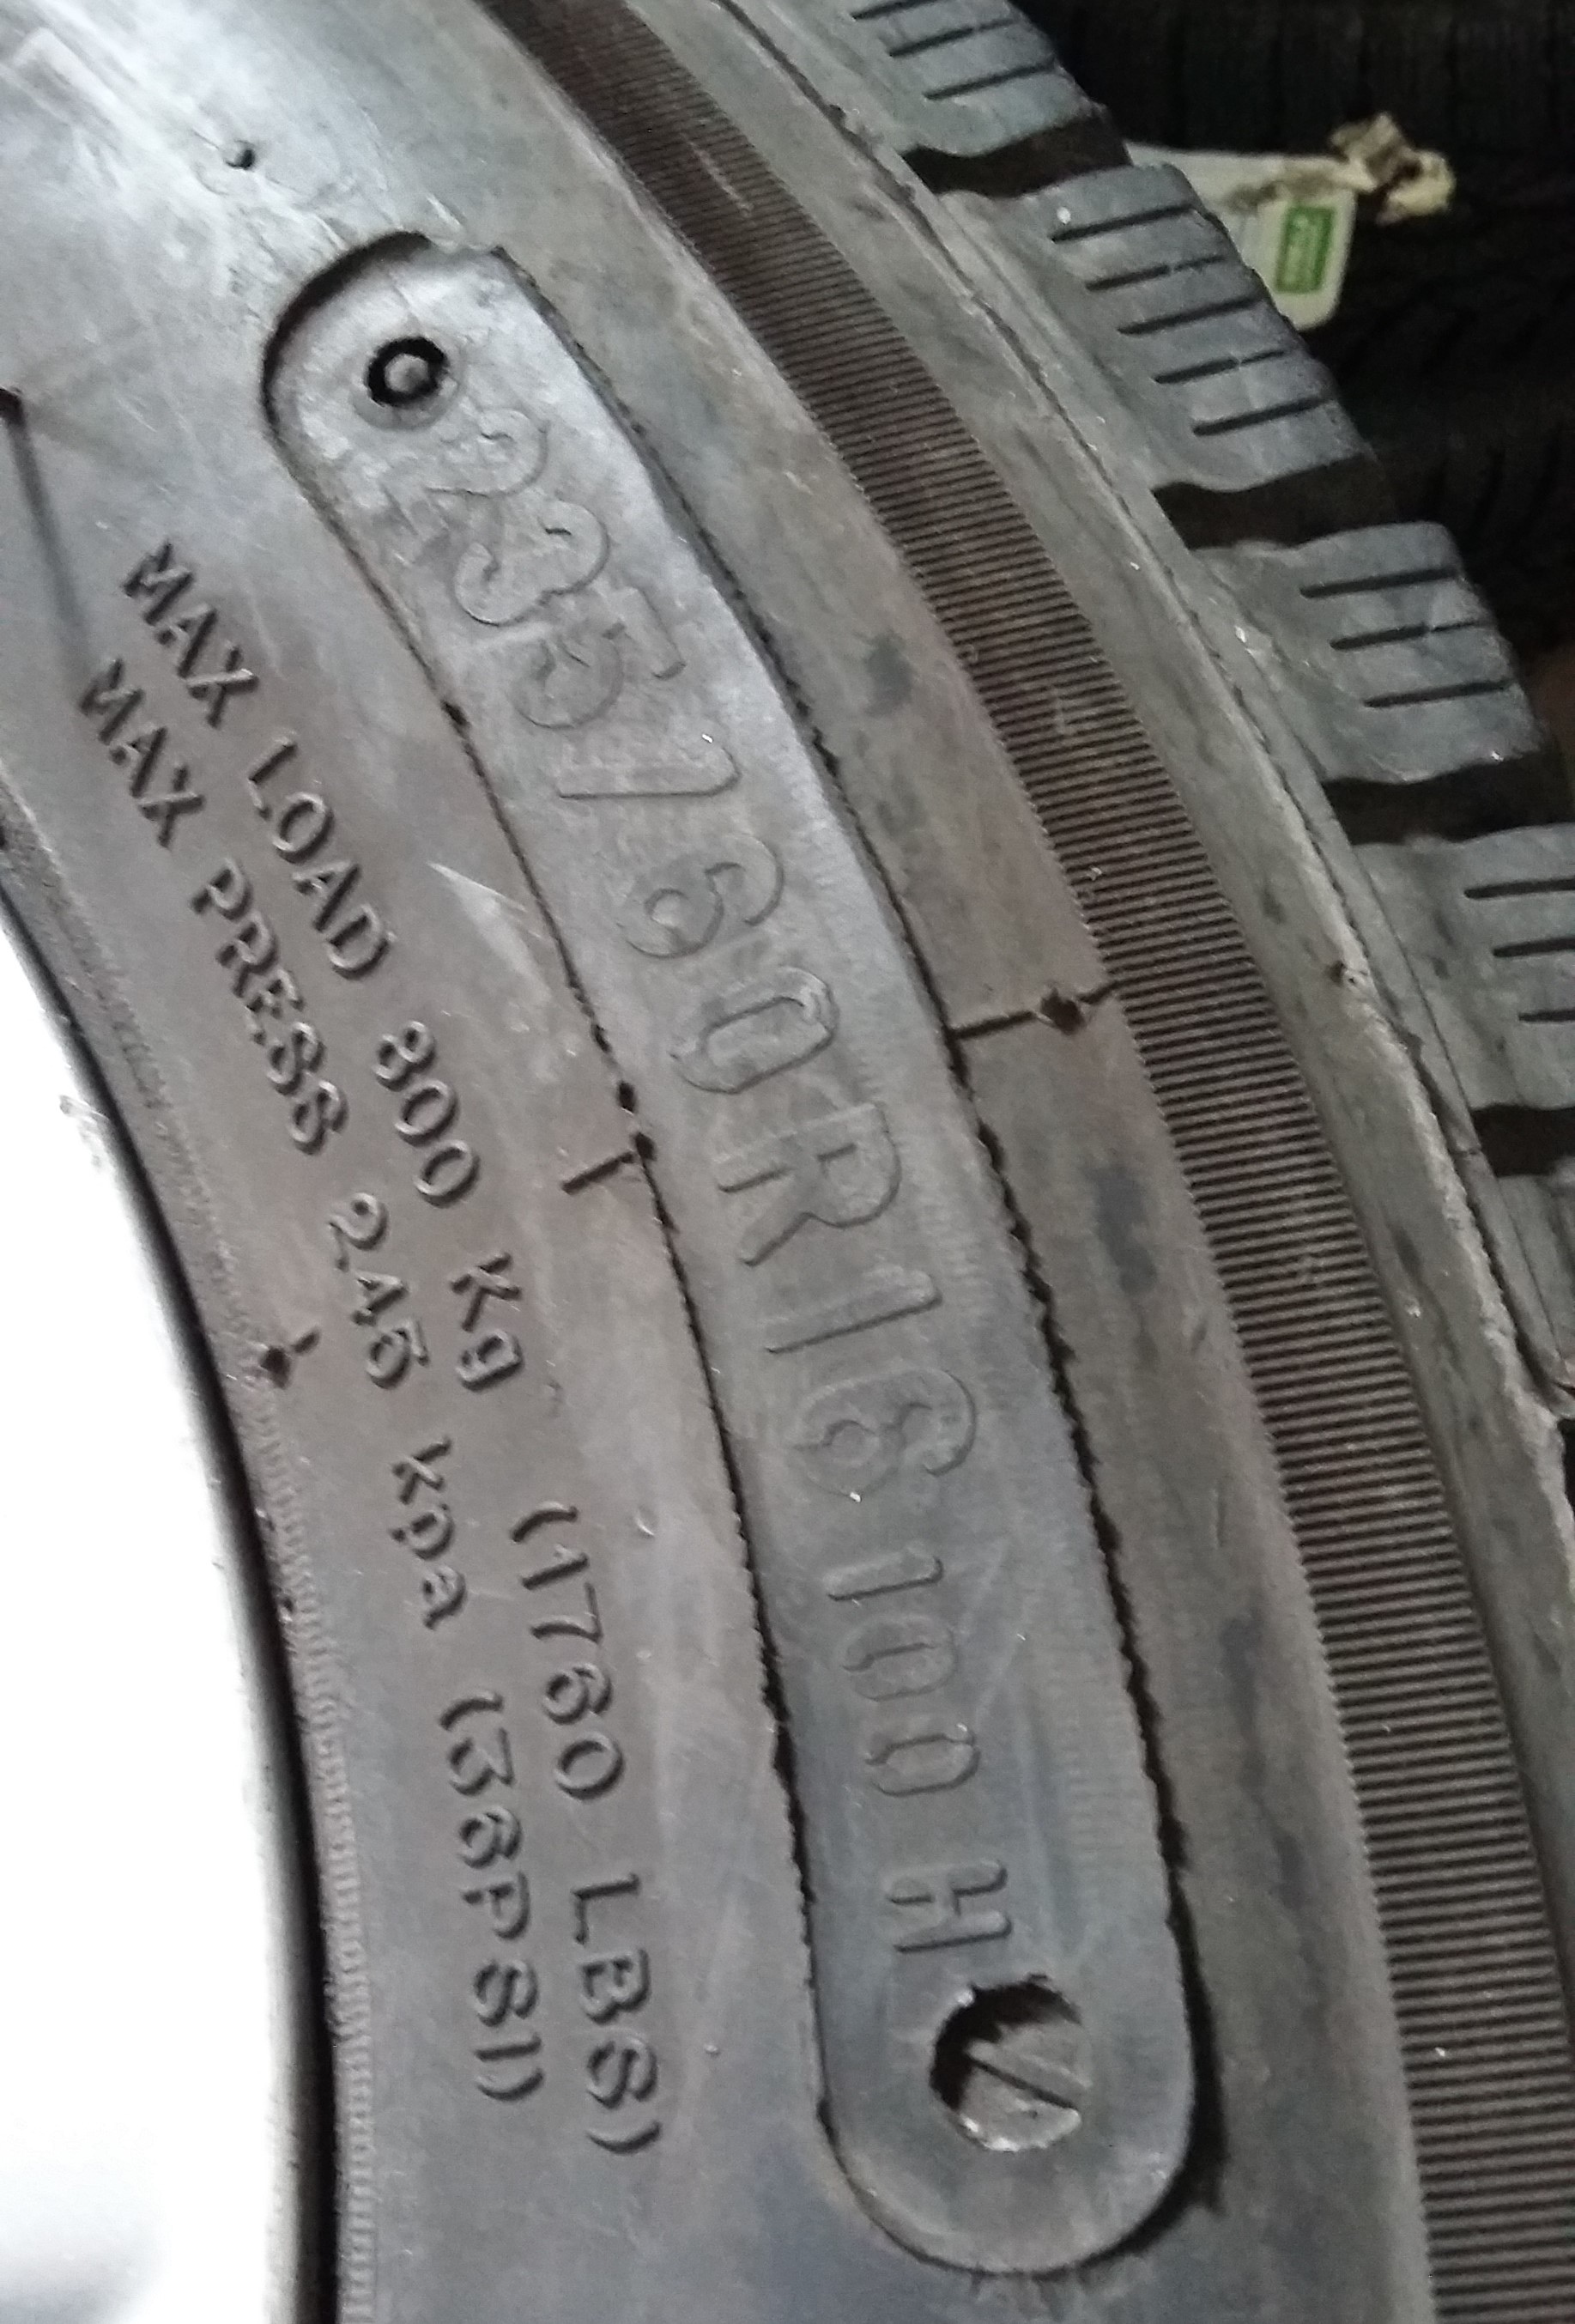 235/60R16 100 H
MAX LOAD 800 Kg (1760 LBS)
MAX PRESS 245 kpa (36PSI)